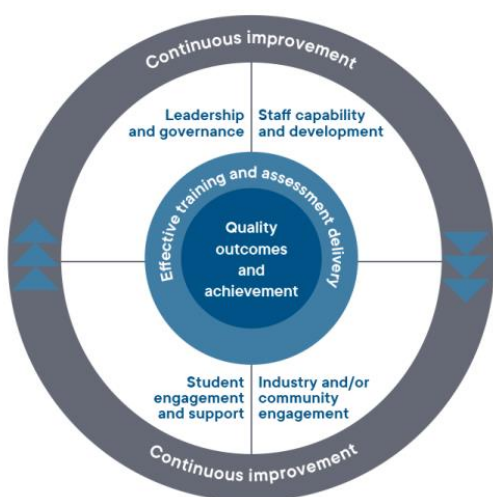 Continuous improvement
Leadership
and governance
Staff capability
and development
Effective training and assessment delivery
Quality
outcomes
and
achievement
Student
engagement
and support
Industry and/or
community
engagement
Continuous improvement